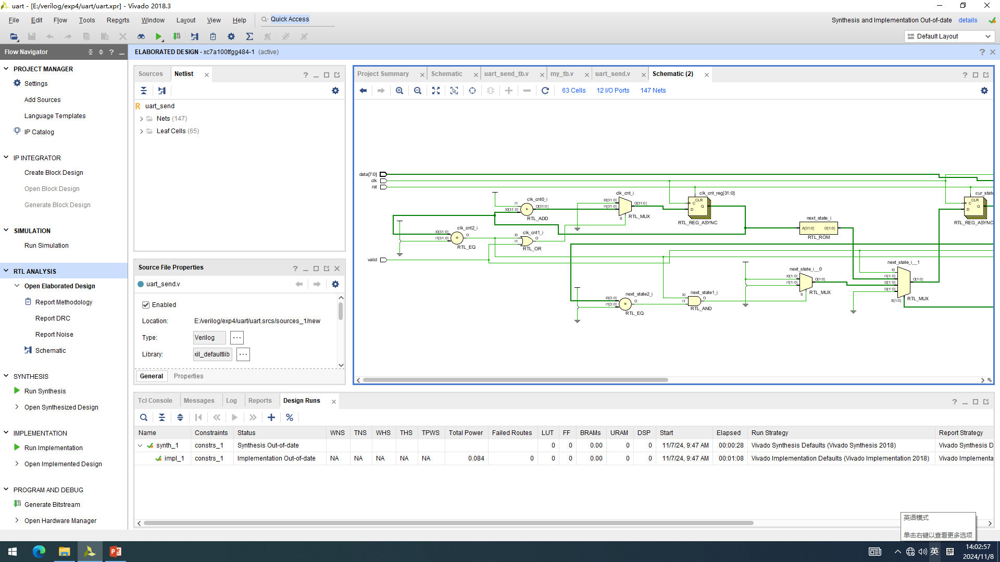 uart - [E:/verilog/exp4/uart/uart.xpr] - Vivado 2018.3
File Edit Flow Tools Reports Window Layout View Help Quick Access
Synthesis and Implementation Out-of-date details
Default Layout
Flow Navigator
ELABORATED DESIGN - xc7a100tfgg484-1 (active)
PROJECT MANAGER
Settings
Add Sources
Language Templates
IP Catalog
IP INTEGRATOR
Create Block Design
Open Block Design
Generate Block Design
SIMULATION
Run Simulation
RTL ANALYSIS
Open Elaborated Design
Report Methodology
Report DRC
Report Noise
Schematic
SYNTHESIS
Run Synthesis
Open Synthesized Design
IMPLEMENTATION
Run Implementation
Open Implemented Design
PROGRAM AND DEBUG
Generate Bitstream
Open Hardware Manager
Sources Netlist
uart_send
Nets (147)
Leaf Cells (65)
Source File Properties
uart_send.v
Enabled
Location: E:/verilog/exp4/uart/uart.srcs/sources_1/new
Type: Verilog
Library: xil_defaultlib
General Properties
Project Summary Schematic uart_send_tb.v my_tb.v uart_send.v Schematic (2)
63 Cells 12 I/O Ports 147 Nets
data[7:0]
clk
rst
valid
clk_cnt0_i
I1
I0[31:0]
O[31:0]
+
RTL_ADD
clk_cnt2_i
I0[31:0]
I1[31:0]
O
=
RTL_EQ
clk_cnt1_i
I0
I1
O
RTL_OR
clk_cnt_i
I0[31:0]
I1[31:0]
O[31:0]
S
RTL_MUX
clk_cnt_reg[31:0]
CLR
C
D
Q
RTL_REG_ASYNC
next_state_i
A[31:0] O[1:0]
RTL_ROM
cur_state
CLR
C
D
Q
RTL_REG_ASYNC
next_state2_i
I0[3:0]
I1[3:0]
O
=
RTL_EQ
next_state1_i
I0
I1
O
RTL_AND
next_state_i__0
I0[1:0]
I1[1:0]
O[1:0]
S
RTL_MUX
next_state_i__1
I0
I1[1:0]
I2[1:0]
I3[1:0]
O[1:0]
S[1:0]
RTL_MUX
Tcl Console Messages Log Reports Design Runs
Name Constraints Status WNS TNS WHS THS TPWS Total Power Failed Routes LUT FF BRAMs URAM DSP Start Elapsed Run Strategy Report Strategy
synth_1 constrs_1 Synthesis Out-of-date 0 0 0.00 0 0 11/7/24, 9:47 AM 00:00:28 Vivado Synthesis Defaults (Vivado Synthesis 2018) Vivado Synthesis D
impl_1 constrs_1 Implementation Out-of-date NA NA NA NA NA 0.084 0 0 0 0.00 0 0 11/7/24, 9:47 AM 00:01:08 Vivado Implementation Defaults (Vivado Implementation 2018) Vivado Implementa
英语模式
单击右键以查看更多选项
英 拼
14:02:57
2024/11/8